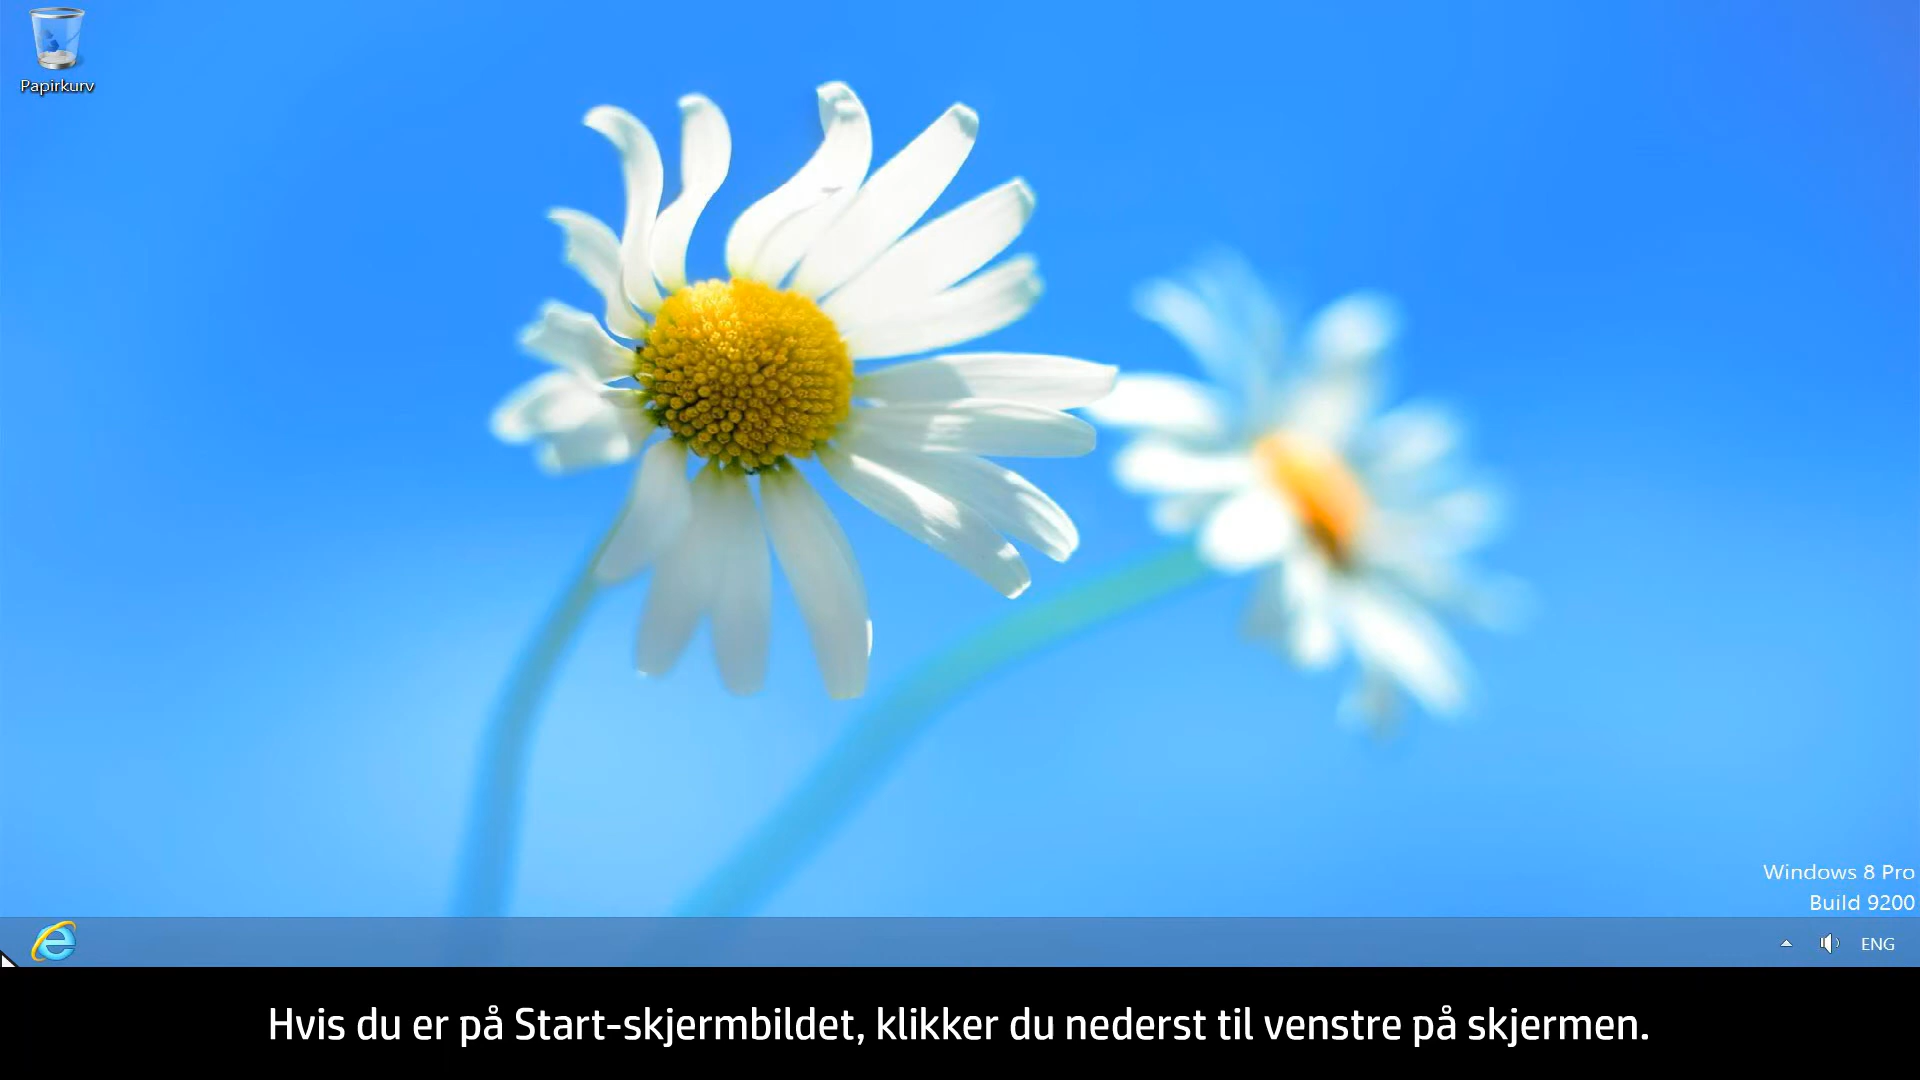 Papirkurv
Windows 8 Pro
Build 9200
ENG
Hvis du er på Start-skjermbildet, klikker du nederst til venstre på skjermen.